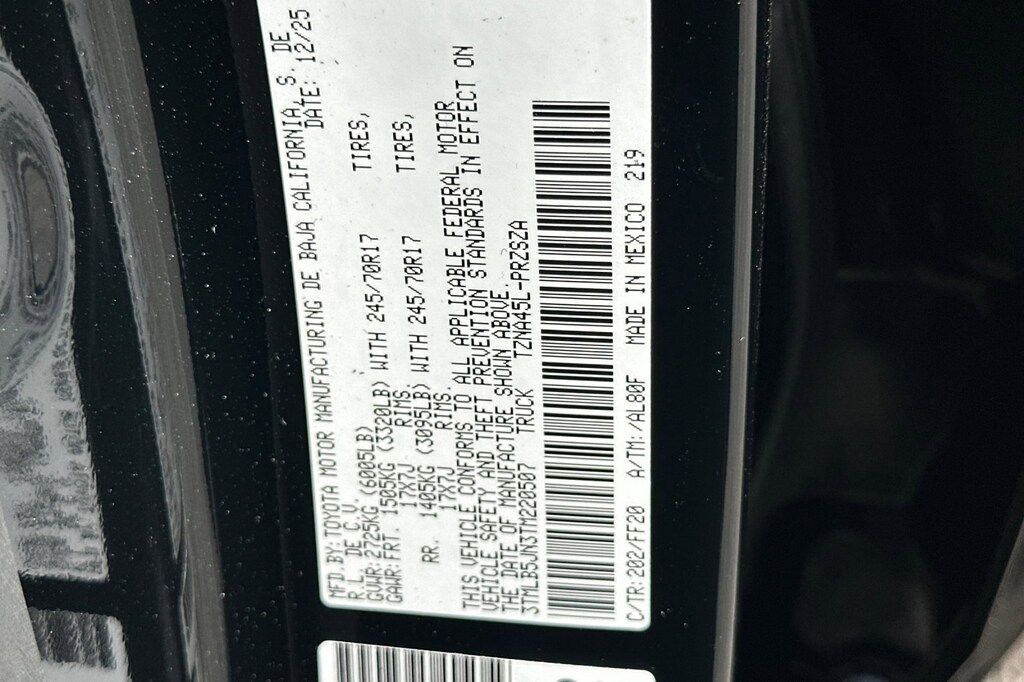 MFD.BY:TOYOTA MOTOR MANUFACTURING DE BAJA CALIFORNIA, S. DE
R.L. DE C.V. DATE: 12/25
GVWR:2725KG (6005LB)
GAWR:FRT. 1505KG (3320LB) WITH 245/70R17 TIRES,
17X7J RIMS
RR. 1405KG (3095LB) WITH 245/70R17 TIRES,
17X7J RIMS.
THIS VEHICLE CONFORMS TO ALL APPLICABLE FEDERAL MOTOR
VEHICLE SAFETY AND THEFT PREVENTION STANDARDS IN EFFECT ON
THE DATE OF MANUFACTURE SHOWN ABOVE.
3TMLB5JN3TM220507 TRUCK TZNA45L-PRZSZA
C/TR:202/FF20 A/TM:/AL80F MADE IN MEXICO 219